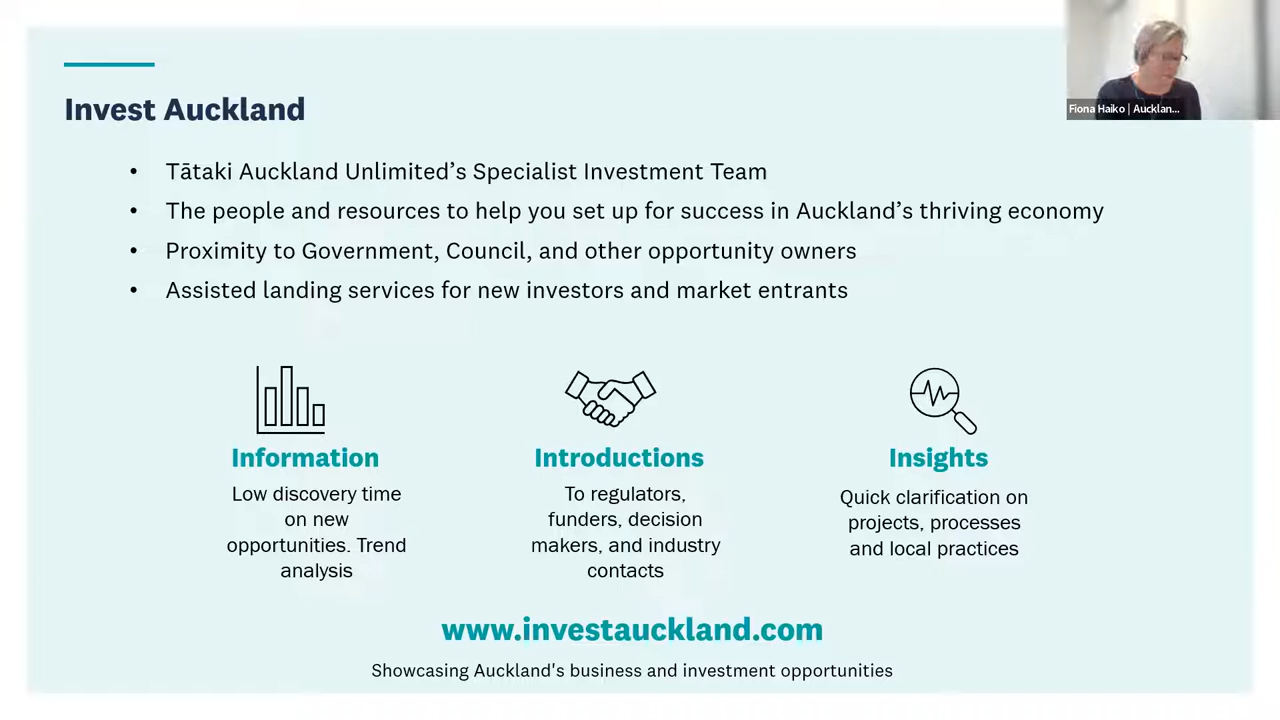 Invest Auckland
Fiona Haiko | Aucklan...
• Tātaki Auckland Unlimited’s Specialist Investment Team
• The people and resources to help you set up for success in Auckland’s thriving economy
• Proximity to Government, Council, and other opportunity owners
• Assisted landing services for new investors and market entrants
Information
Low discovery time
on new
opportunities. Trend
analysis
Introductions
To regulators,
funders, decision
makers, and industry
contacts
Insights
Quick clarification on
projects, processes
and local practices
www.investauckland.com
Showcasing Auckland's business and investment opportunities